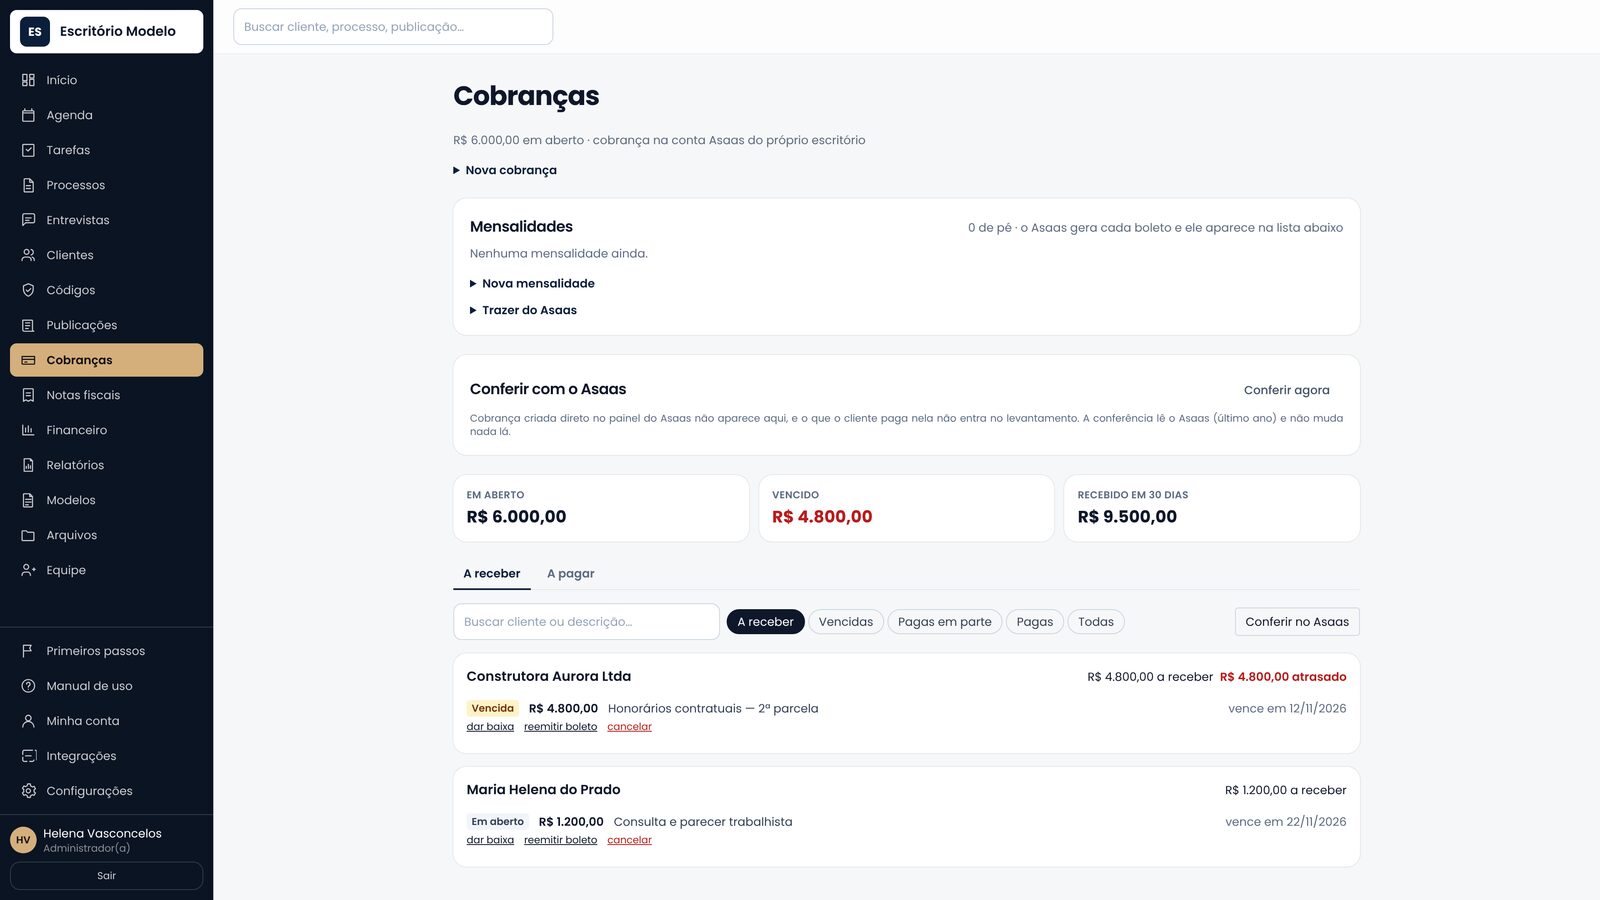 ES Escritório Modelo
Início
Agenda
Tarefas
Processos
Entrevistas
Clientes
Códigos
Publicações
Cobranças
Notas fiscais
Financeiro
Relatórios
Modelos
Arquivos
Equipe
Primeiros passos
Manual de uso
Minha conta
Integrações
Configurações
HV Helena Vasconcelos
Administrador(a)
Sair
Buscar cliente, processo, publicação...
Cobranças
R$ 6.000,00 em aberto · cobrança na conta Asaas do próprio escritório
Nova cobrança
Mensalidades 0 de pé · o Asaas gera cada boleto e ele aparece na lista abaixo
Nenhuma mensalidade ainda.
Nova mensalidade
Trazer do Asaas
Conferir com o Asaas Conferir agora
Cobrança criada direto no painel do Asaas não aparece aqui, e o que o cliente paga nela não entra no levantamento. A conferência lê o Asaas (último ano) e não muda
nada lá.
EM ABERTO VENCIDO RECEBIDO EM 30 DIAS
R$ 6.000,00 R$ 4.800,00 R$ 9.500,00
A receber A pagar
Buscar cliente ou descrição... A receber Vencidas Pagas em parte Pagas Todas Conferir no Asaas
Construtora Aurora Ltda R$ 4.800,00 a receber R$ 4.800,00 atrasado
Vencida R$ 4.800,00 Honorários contratuais — 2ª parcela vence em 12/11/2026
dar baixa reemitir boleto cancelar
Maria Helena do Prado R$ 1.200,00 a receber
Em aberto R$ 1.200,00 Consulta e parecer trabalhista vence em 22/11/2026
dar baixa reemitir boleto cancelar